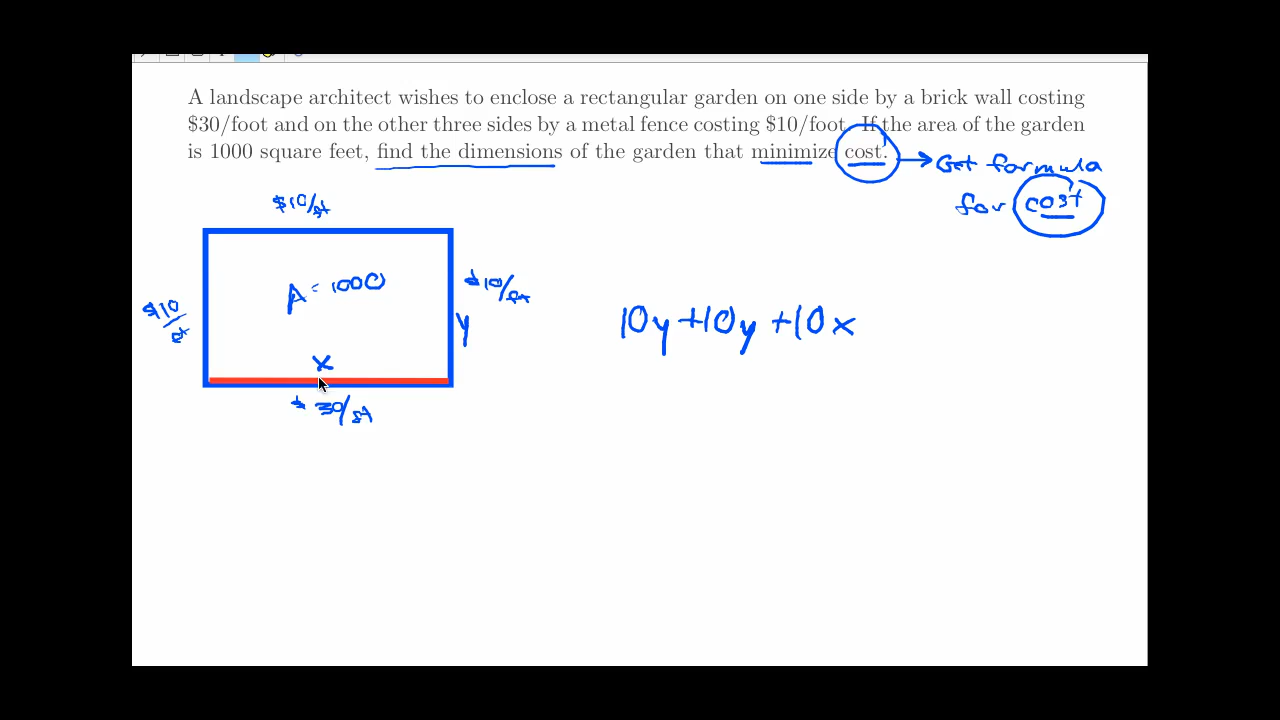 A landscape architect wishes to enclose a rectangular garden on one side by a brick wall costing
$30/foot and on the other three sides by a metal fence costing $10/foot. If the area of the garden
is 1000 square feet, find the dimensions of the garden that minimize cost.
→ Get formula
for cost
$10/ft
A = 1000
$10/ft
$10/ft
y
10y + 10y + 10x
x
$30/ft